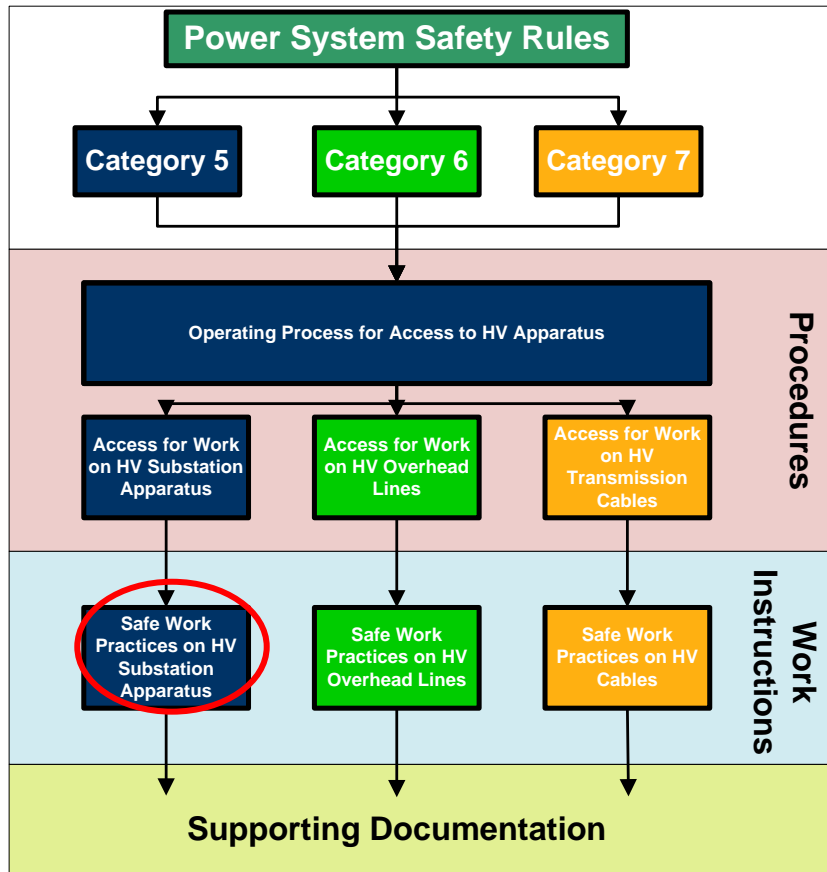 Power System Safety Rules
Category 5
Category 6
Category 7
Procedures
Operating Process for Access to HV Apparatus
Access for Work
on HV Substation
Apparatus
Access for Work
on HV Overhead
Lines
Access for Work
on HV
Transmission
Cables
Work
Instructions
Safe Work
Practices on HV
Substation
Apparatus
Safe Work
Practices on HV
Overhead Lines
Safe Work
Practices on HV
Cables
Supporting Documentation